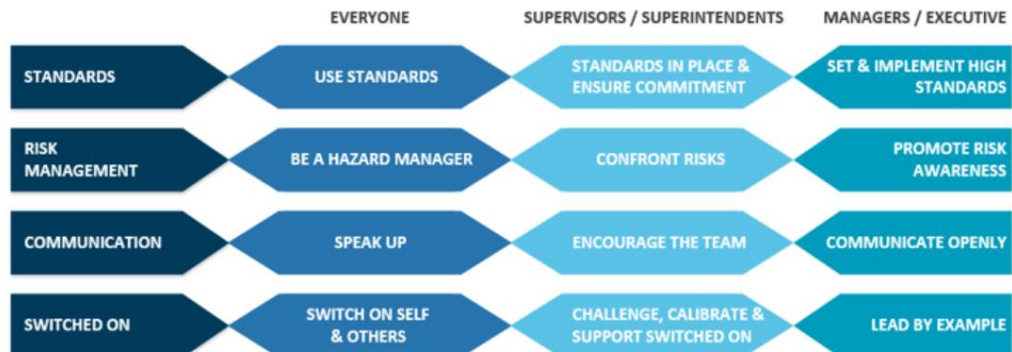 EVERYONE
SUPERVISORS / SUPERINTENDENTS
MANAGERS / EXECUTIVE
STANDARDS
USE STANDARDS
STANDARDS IN PLACE &
ENSURE COMMITMENT
SET & IMPLEMENT HIGH
STANDARDS
RISK
MANAGEMENT
BE A HAZARD MANAGER
CONFRONT RISKS
PROMOTE RISK
AWARENESS
COMMUNICATION
SPEAK UP
ENCOURAGE THE TEAM
COMMUNICATE OPENLY
SWITCHED ON
SWITCH ON SELF
& OTHERS
CHALLENGE, CALIBRATE &
SUPPORT SWITCHED ON
LEAD BY EXAMPLE